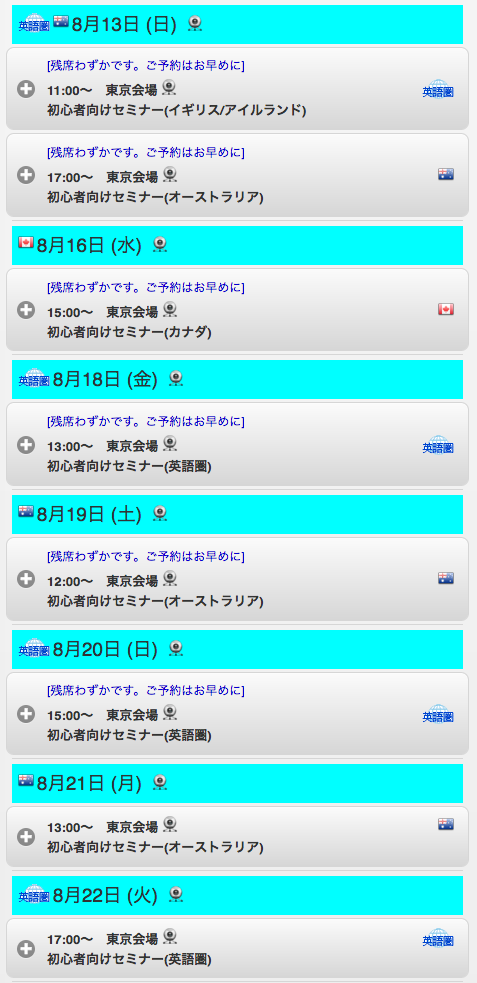 英語圏 8月13日 (日)
[残席わずかです。ご予約はお早めに]
11:00〜　東京会場
英語圏
初心者向けセミナー(イギリス/アイルランド)
[残席わずかです。ご予約はお早めに]
17:00〜　東京会場
初心者向けセミナー(オーストラリア)
8月16日 (水)
[残席わずかです。ご予約はお早めに]
15:00〜　東京会場
初心者向けセミナー(カナダ)
英語圏 8月18日 (金)
[残席わずかです。ご予約はお早めに]
13:00〜　東京会場
英語圏
初心者向けセミナー(英語圏)
8月19日 (土)
[残席わずかです。ご予約はお早めに]
12:00〜　東京会場
初心者向けセミナー(オーストラリア)
英語圏 8月20日 (日)
[残席わずかです。ご予約はお早めに]
15:00〜　東京会場
英語圏
初心者向けセミナー(英語圏)
8月21日 (月)
13:00〜　東京会場
初心者向けセミナー(オーストラリア)
英語圏 8月22日 (火)
17:00〜　東京会場
英語圏
初心者向けセミナー(英語圏)